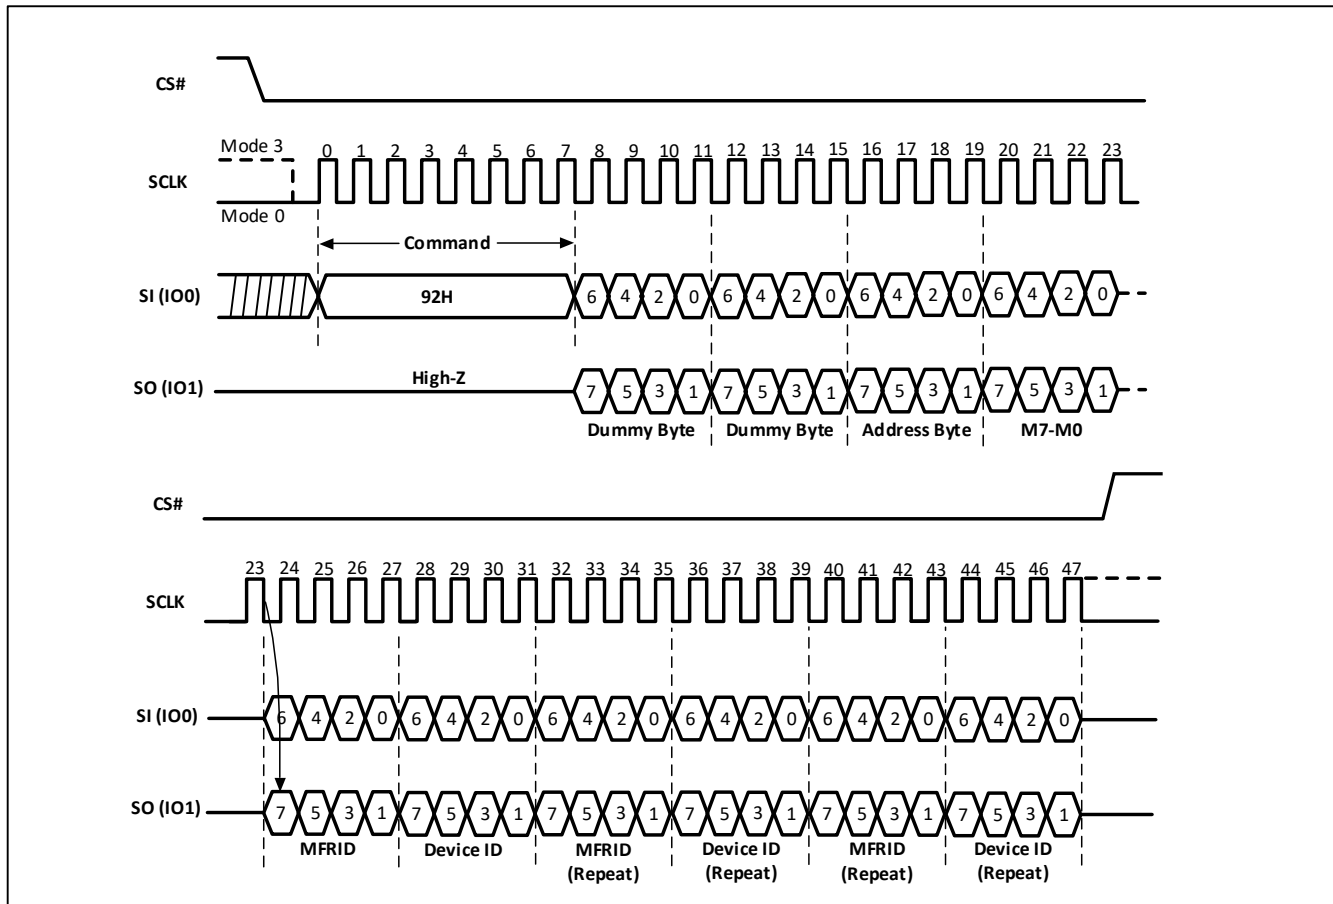 CS#
Mode 3
0 1 2 3 4 5 6 7 8 9 10 11 12 13 14 15 16 17 18 19 20 21 22 23
SCLK
Mode 0
Command
SI (IO0)
92H
6 4 2 0 6 4 2 0 6 4 2 0 6 4 2 0
High-Z
SO (IO1)
7 5 3 1 7 5 3 1 7 5 3 1 7 5 3 1
Dummy Byte Dummy Byte Address Byte M7-M0
CS#
23 24 25 26 27 28 29 30 31 32 33 34 35 36 37 38 39 40 41 42 43 44 45 46 47
SCLK
SI (IO0)
6 4 2 0 6 4 2 0 6 4 2 0 6 4 2 0 6 4 2 0 6 4 2 0
SO (IO1)
7 5 3 1 7 5 3 1 7 5 3 1 7 5 3 1 7 5 3 1 7 5 3 1
MFRID Device ID MFRID Device ID MFRID Device ID
(Repeat) (Repeat) (Repeat) (Repeat)